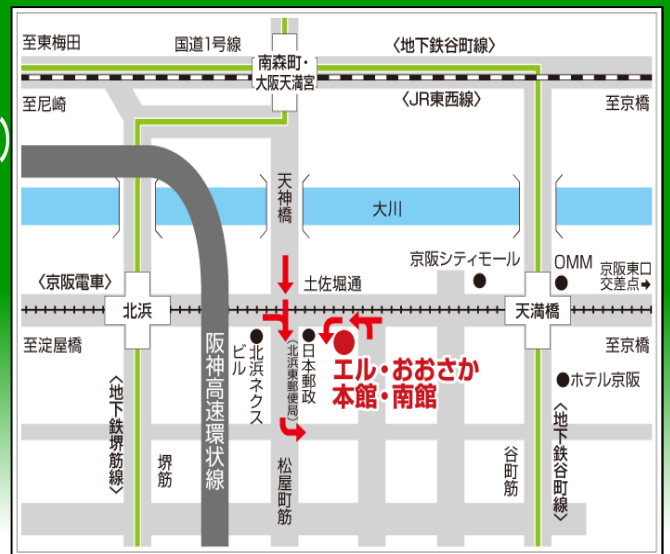 至東梅田
国道1号線
〈地下鉄谷町線〉
南森町・
大阪天満宮
至尼崎
〈JR東西線〉
至京橋
)
天神橋
大川
京阪シティモール
OMM
京阪東口
交差点➡
〈京阪電車〉
土佐堀通
北浜
天満橋
至淀屋橋
至京橋
阪神高速環状線
北浜ネクス
ビル
日本郵政
(北浜東郵便局)
エル・おおさか
本館・南館
ホテル京阪
〈地下鉄堺筋線〉
堺筋
松屋町筋
谷町筋
〈地下鉄谷町線〉